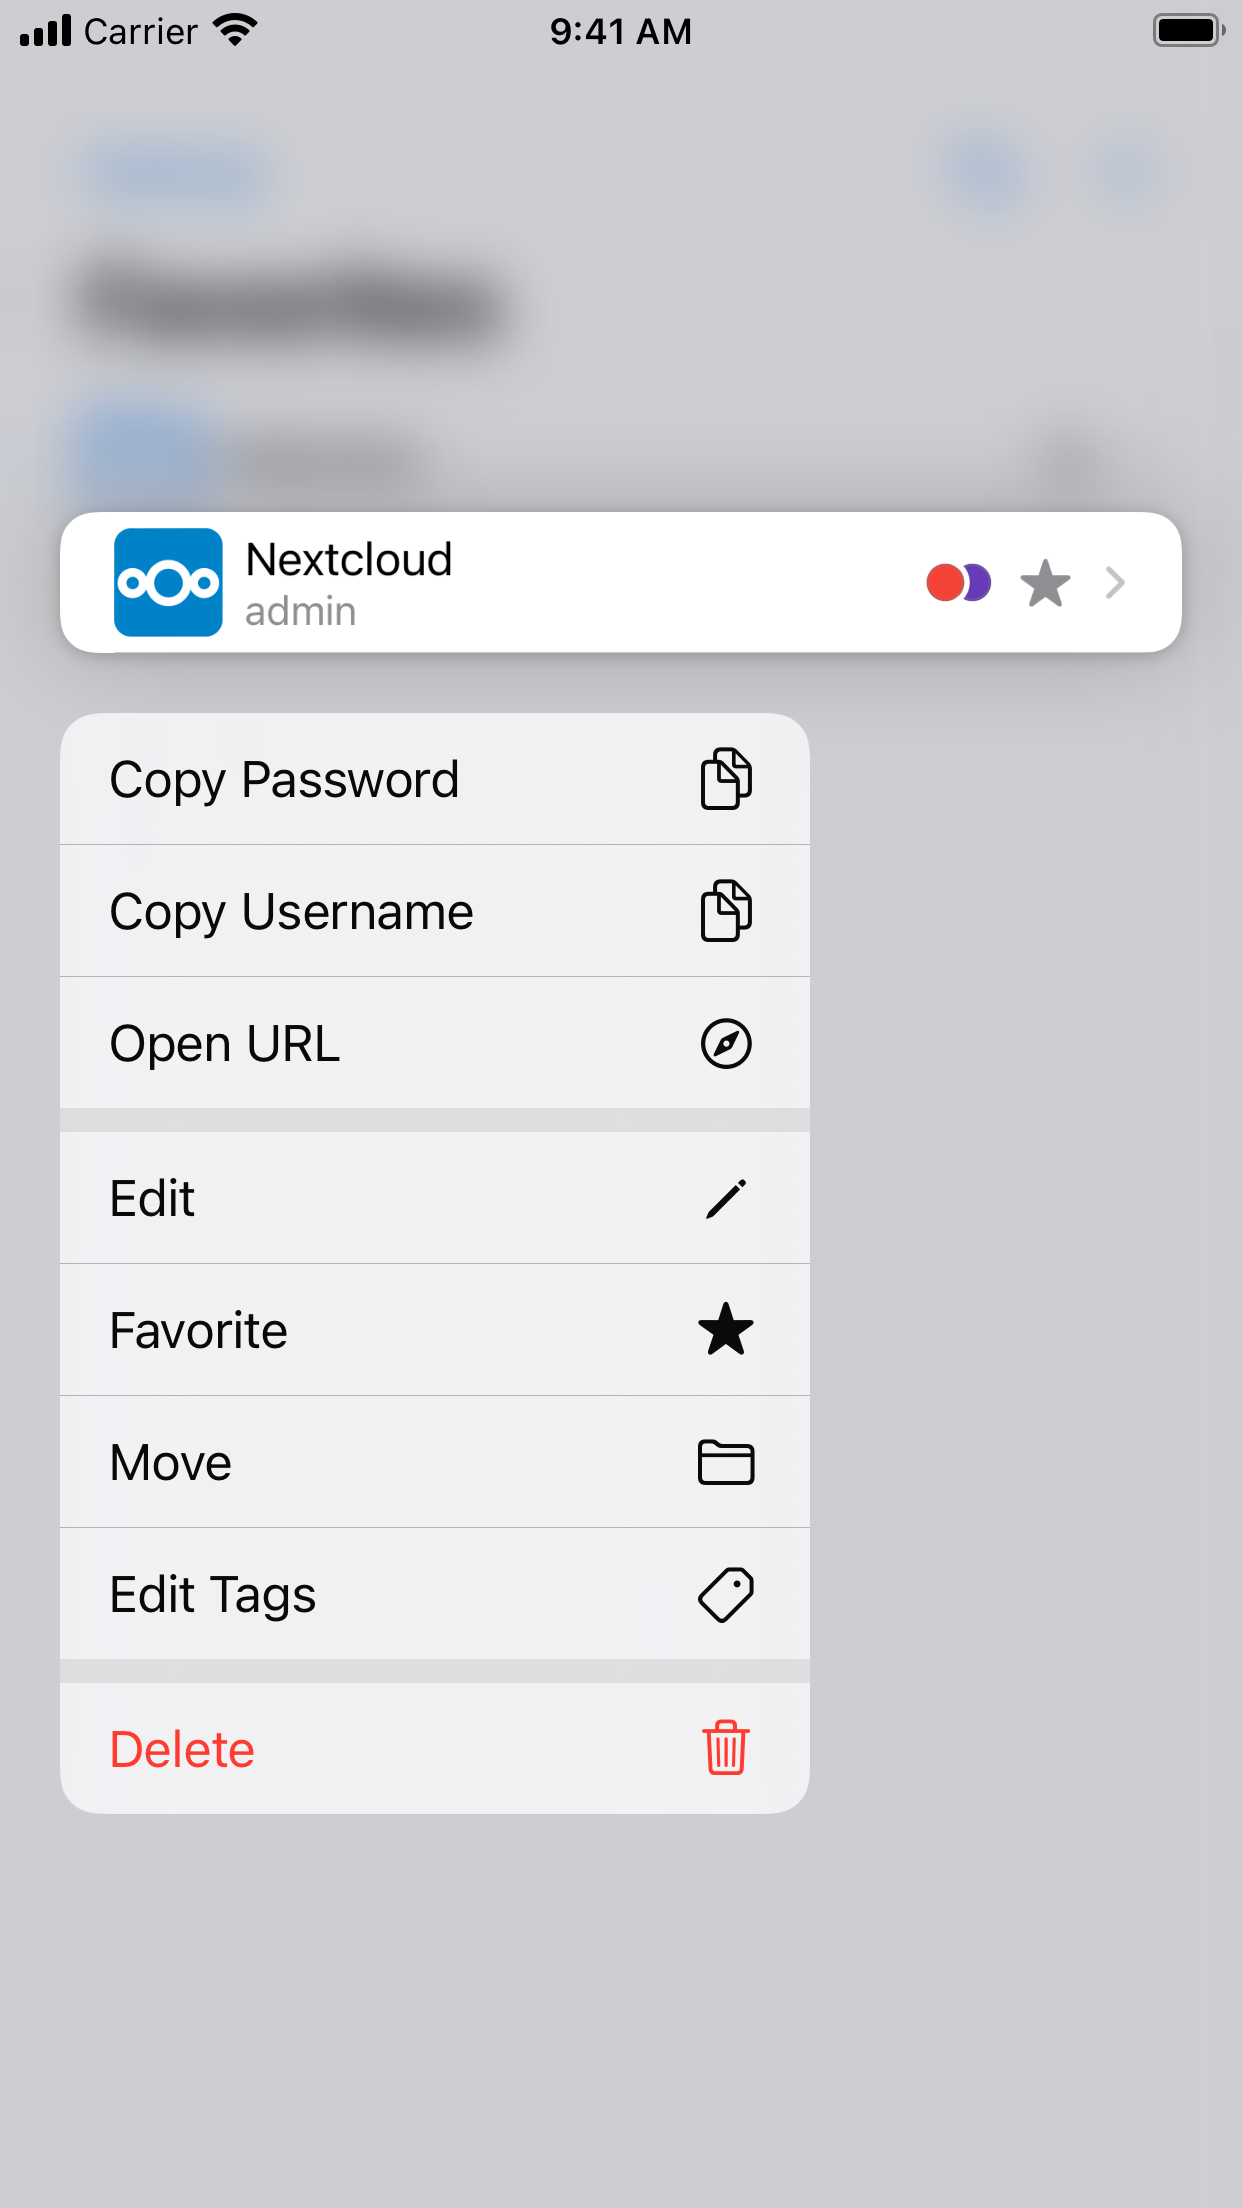 Carrier 9:41 AM
Nextcloud
admin
Copy Password
Copy Username
Open URL
Edit
Favorite
Move
Edit Tags
Delete